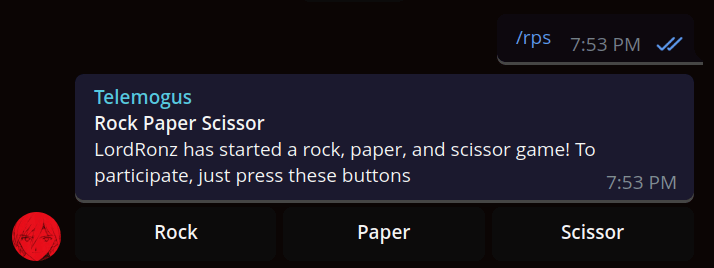 /rps 7:53 PM
Telemogus
Rock Paper Scissor
LordRonz has started a rock, paper, and scissor game! To
participate, just press these buttons
7:53 PM
Rock Paper Scissor